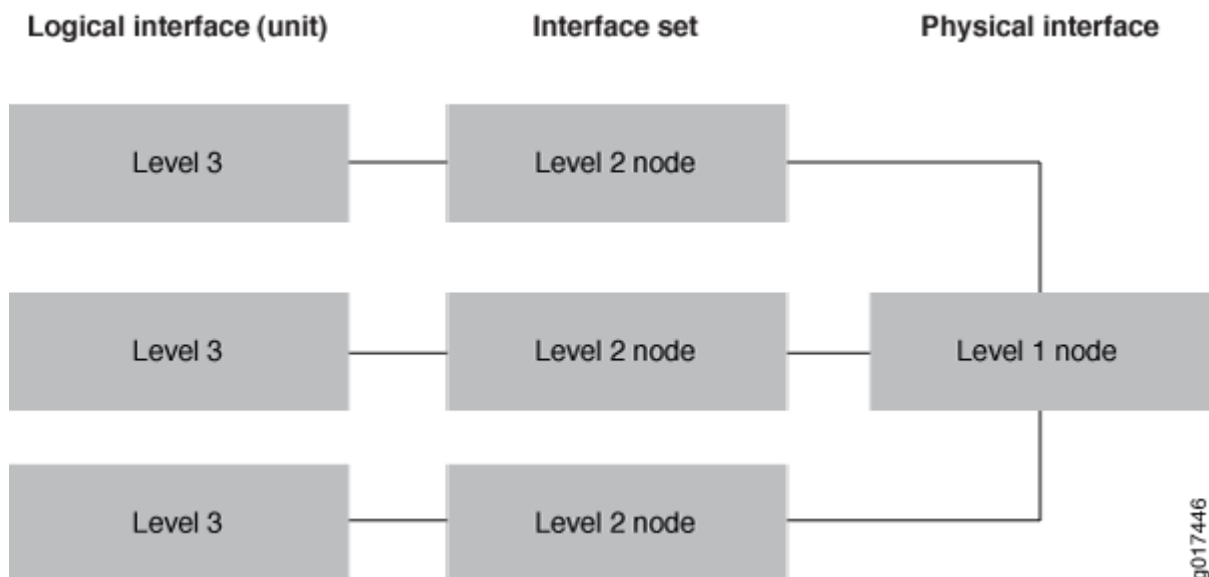 Logical interface (unit) Interface set Physical interface
Level 3 Level 2 node
Level 3 Level 2 node Level 1 node
Level 3 Level 2 node
g017446